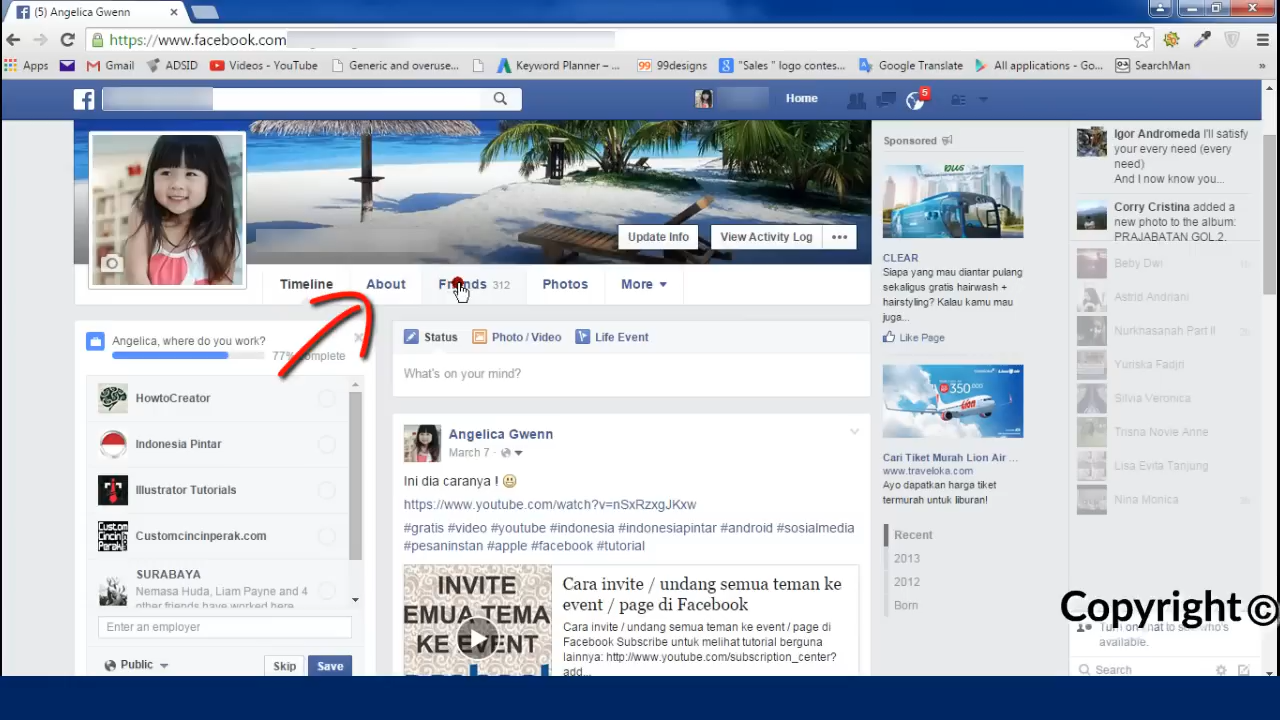 (5) Angelica Gwenn
https://www.facebook.com
Apps
Gmail
ADSID
Videos - YouTube
Generic and overuse...
Keyword Planner – ...
99designs
"Sales " logo contes...
Google Translate
All applications - Go...
SearchMan
»
Home
5
Update Info
View Activity Log
Timeline
About
Friends 312
Photos
More
Angelica, where do you work?
77% complete
HowtoCreator
Indonesia Pintar
Illustrator Tutorials
Customcincinperak.com
SURABAYA
Nemasa Huda, Liam Payne and 4
other friends have worked here
Enter an employer
Public
Skip
Save
Status
Photo / Video
Life Event
What's on your mind?
Angelica Gwenn
March 7 ·
Ini dia caranya !
https://www.youtube.com/watch?v=nSxRzxgJKxw
#gratis #video #youtube #indonesia #indonesiapintar #android #sosialmedia
#pesaninstan #apple #facebook #tutorial
INVITE
EMUA TEMA
KE EVENT
Cara invite / undang semua teman ke
event / page di Facebook
Cara invite / undang semua teman ke event / page di
Facebook Subscribe untuk melihat tutorial berguna
lainnya: http://www.youtube.com/subscription_center?
add...
Sponsored
CLEAR
Siapa yang mau diantar pulang
sekaligus gratis hairwash +
hairstyling? Kalau kamu mau
juga...
Like Page
350,000
Lion
Cari Tiket Murah Lion Air ...
www.traveloka.com
Ayo dapatkan harga tiket
termurah untuk liburan!
Recent
2013
2012
Born
Igor Andromeda I'll satisfy
your every need (every
need)
And I now know you...
Corry Cristina added a
new photo to the album:
PRAJABATAN GOL.2.
Beby Dwi
Astrid Andriani
Nurkhasanah Part II
Yuriska Fadjri
Silvia Veronica
Trisna Novie Anne
Lisa Evita Tanjung
Nina Monica
Copyright ©
Turn on chat to see who's
available.
Search